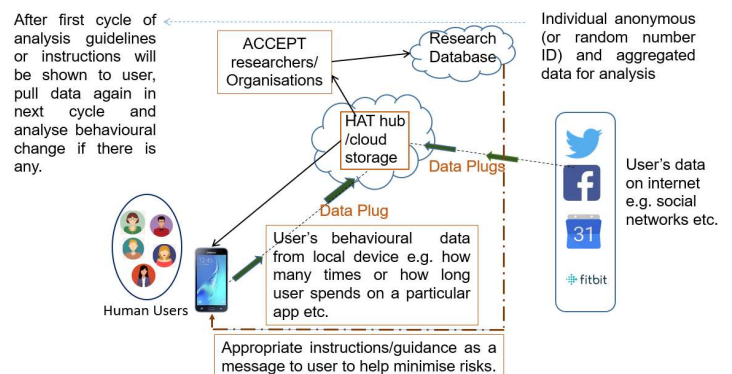 After first cycle of
analysis guidelines
or instructions will
be shown to user,
pull data again in
next cycle and
analyse behavioural
change if there is
any.
ACCEPT
researchers/
Organisations
Research
Database
Individual anonymous
(or random number
ID) and aggregated
data for analysis
HAT hub
/cloud
storage
Data Plugs
Data Plug
31
fitbit
User's data
on internet
e.g. social
networks etc.
Human Users
User's behavioural data
from local device e.g. how
many times or how long
user spends on a particular
app etc.
Appropriate instructions/guidance as a
message to user to help minimise risks.